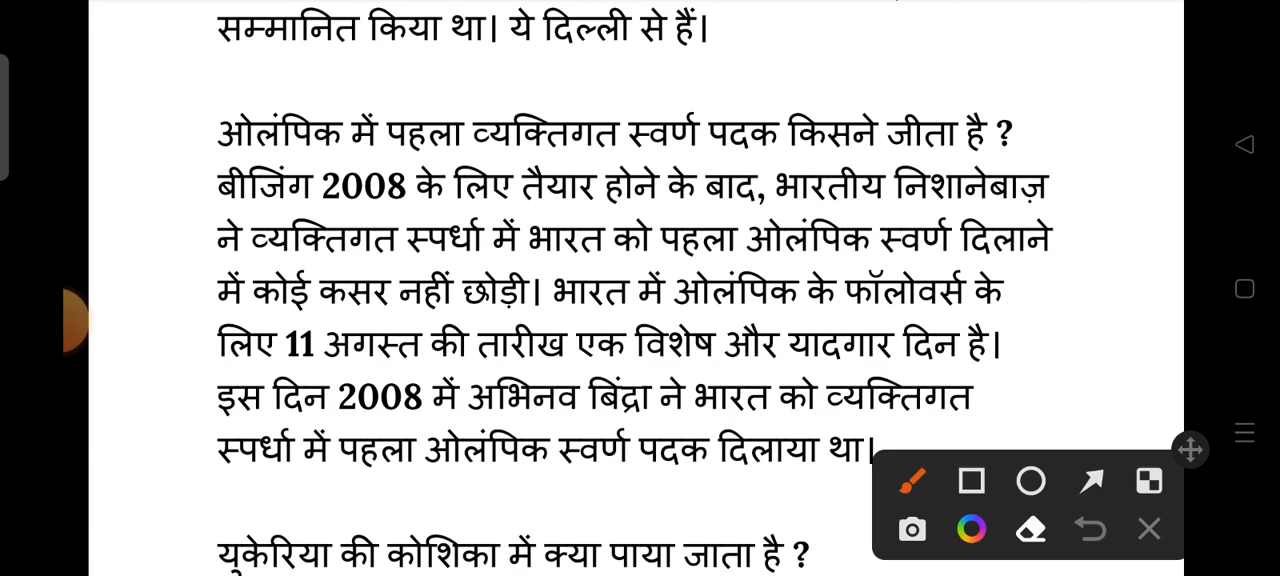 सम्मानित किया था। ये दिल्ली से हैं।
ओलंपिक में पहला व्यक्तिगत स्वर्ण पदक किसने जीता है ?
बीजिंग 2008 के लिए तैयार होने के बाद, भारतीय निशानेबाज़
ने व्यक्तिगत स्पर्धा में भारत को पहला ओलंपिक स्वर्ण दिलाने
में कोई कसर नहीं छोड़ी। भारत में ओलंपिक के फॉलोवर्स के
लिए 11 अगस्त की तारीख एक विशेष और यादगार दिन है।
इस दिन 2008 में अभिनव बिंद्रा ने भारत को व्यक्तिगत
स्पर्धा में पहला ओलंपिक स्वर्ण पदक दिलाया था।
युकेरिया की कोशिका में क्या पाया जाता है ?